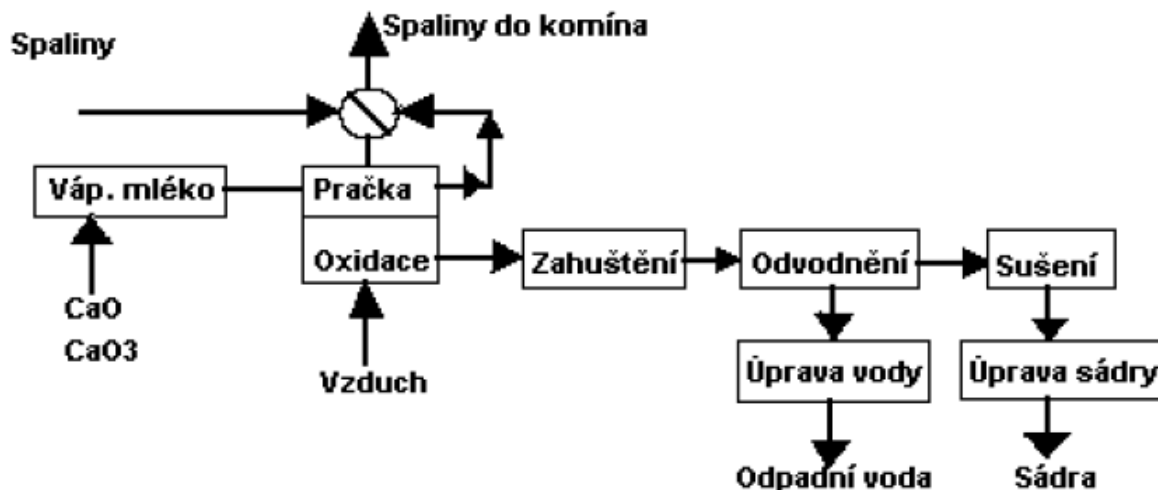 Spaliny do komína
Spaliny
Váp. mléko
Pračka
Oxidace
Zahuštění
Odvodnění
Sušení
CaO
CaO3
Vzduch
Úprava vody
Úprava sádry
Odpadní voda
Sádra